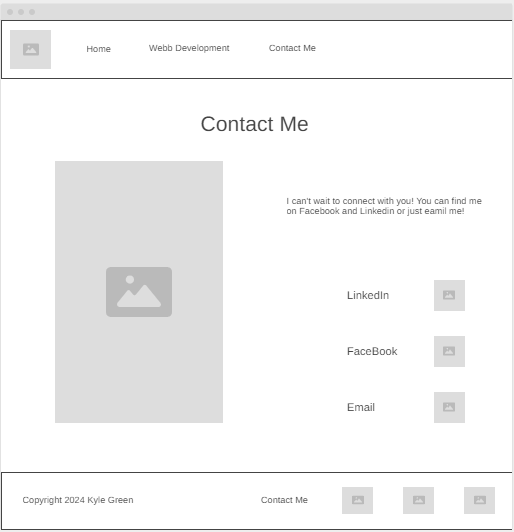 Home
Webb Development
Contact Me
Contact Me
I can't wait to connect with you! You can find me
on Facebook and Linkedin or just eamil me!
LinkedIn
FaceBook
Email
Copyright 2024 Kyle Green
Contact Me